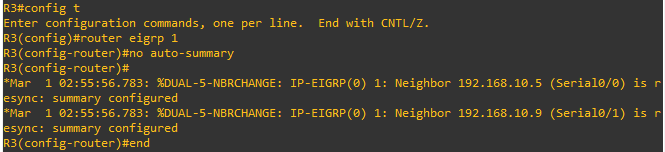 R3#config t
Enter configuration commands, one per line.  End with CNTL/Z.
R3(config)#router eigrp 1
R3(config-router)#no auto-summary
R3(config-router)#
*Mar  1 02:55:56.783: %DUAL-5-NBRCHANGE: IP-EIGRP(0) 1: Neighbor 192.168.10.5 (Serial0/0) is r
esync: summary configured
*Mar  1 02:55:56.783: %DUAL-5-NBRCHANGE: IP-EIGRP(0) 1: Neighbor 192.168.10.9 (Serial0/1) is r
esync: summary configured
R3(config-router)#end